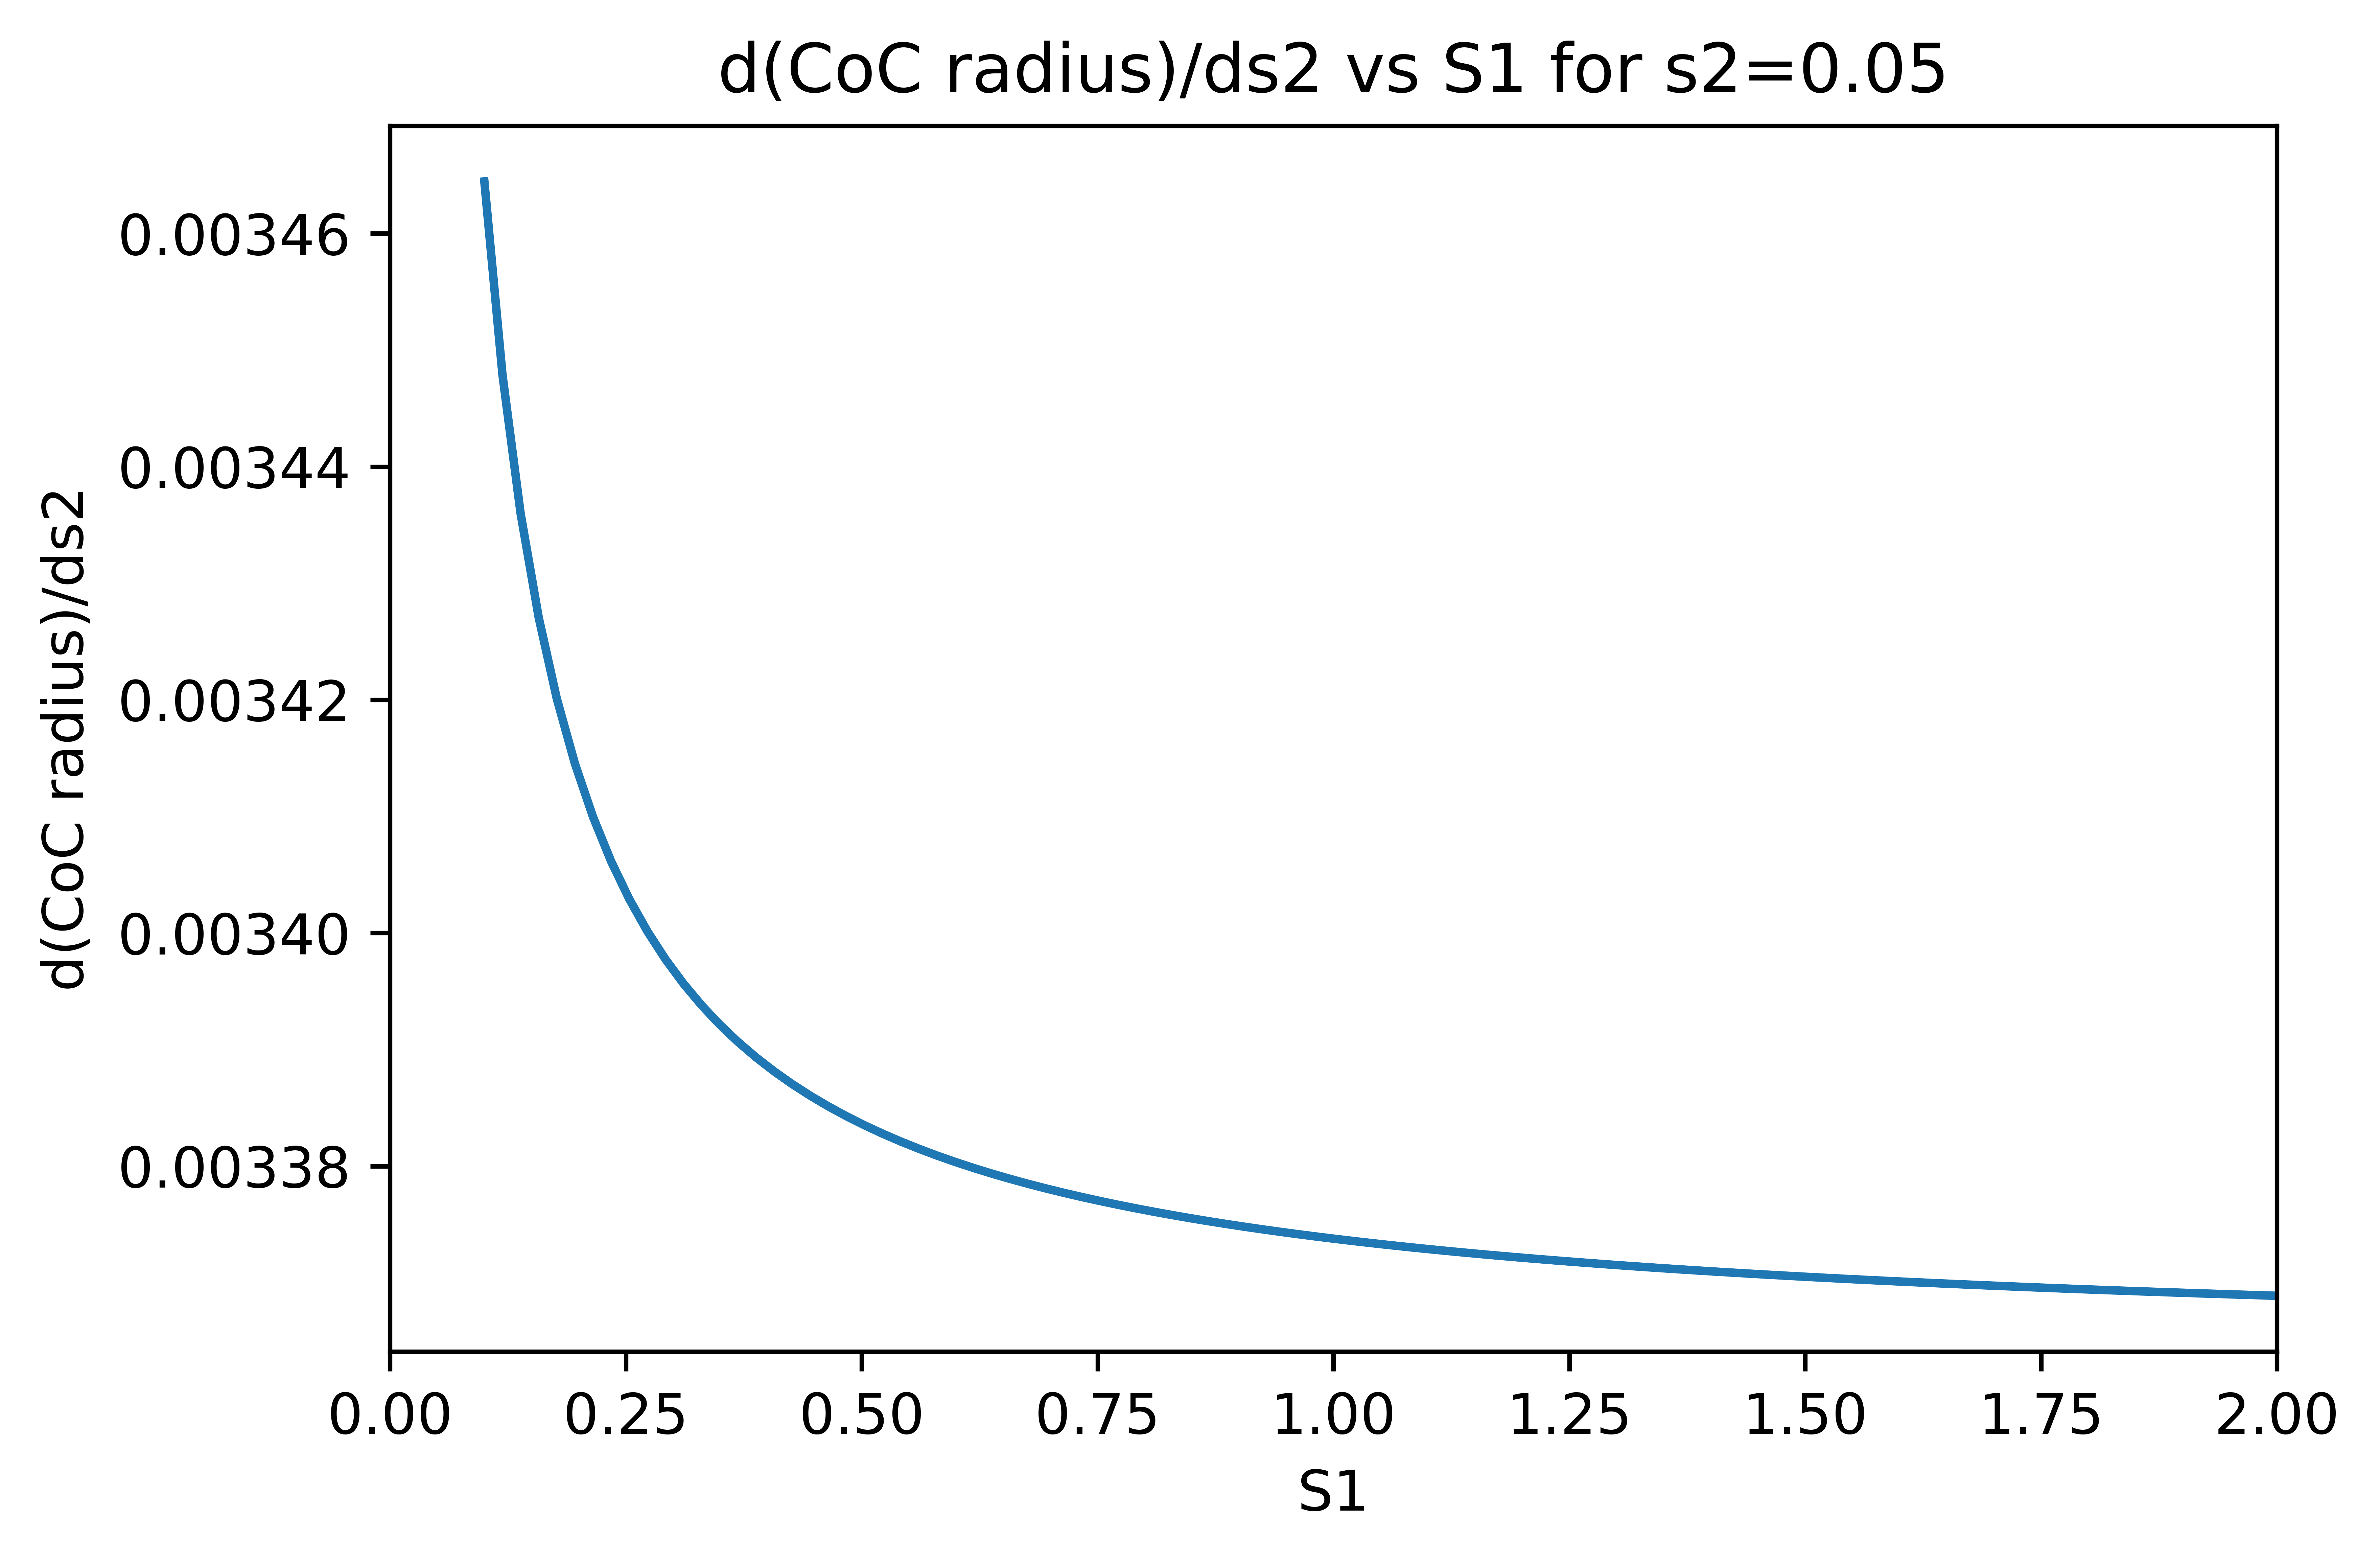 d(CoC radius)/ds2 vs S1 for s2=0.05
d(CoC radius)/ds2
0.00346
0.00344
0.00342
0.00340
0.00338
0.00 0.25 0.50 0.75 1.00 1.25 1.50 1.75 2.00
S1